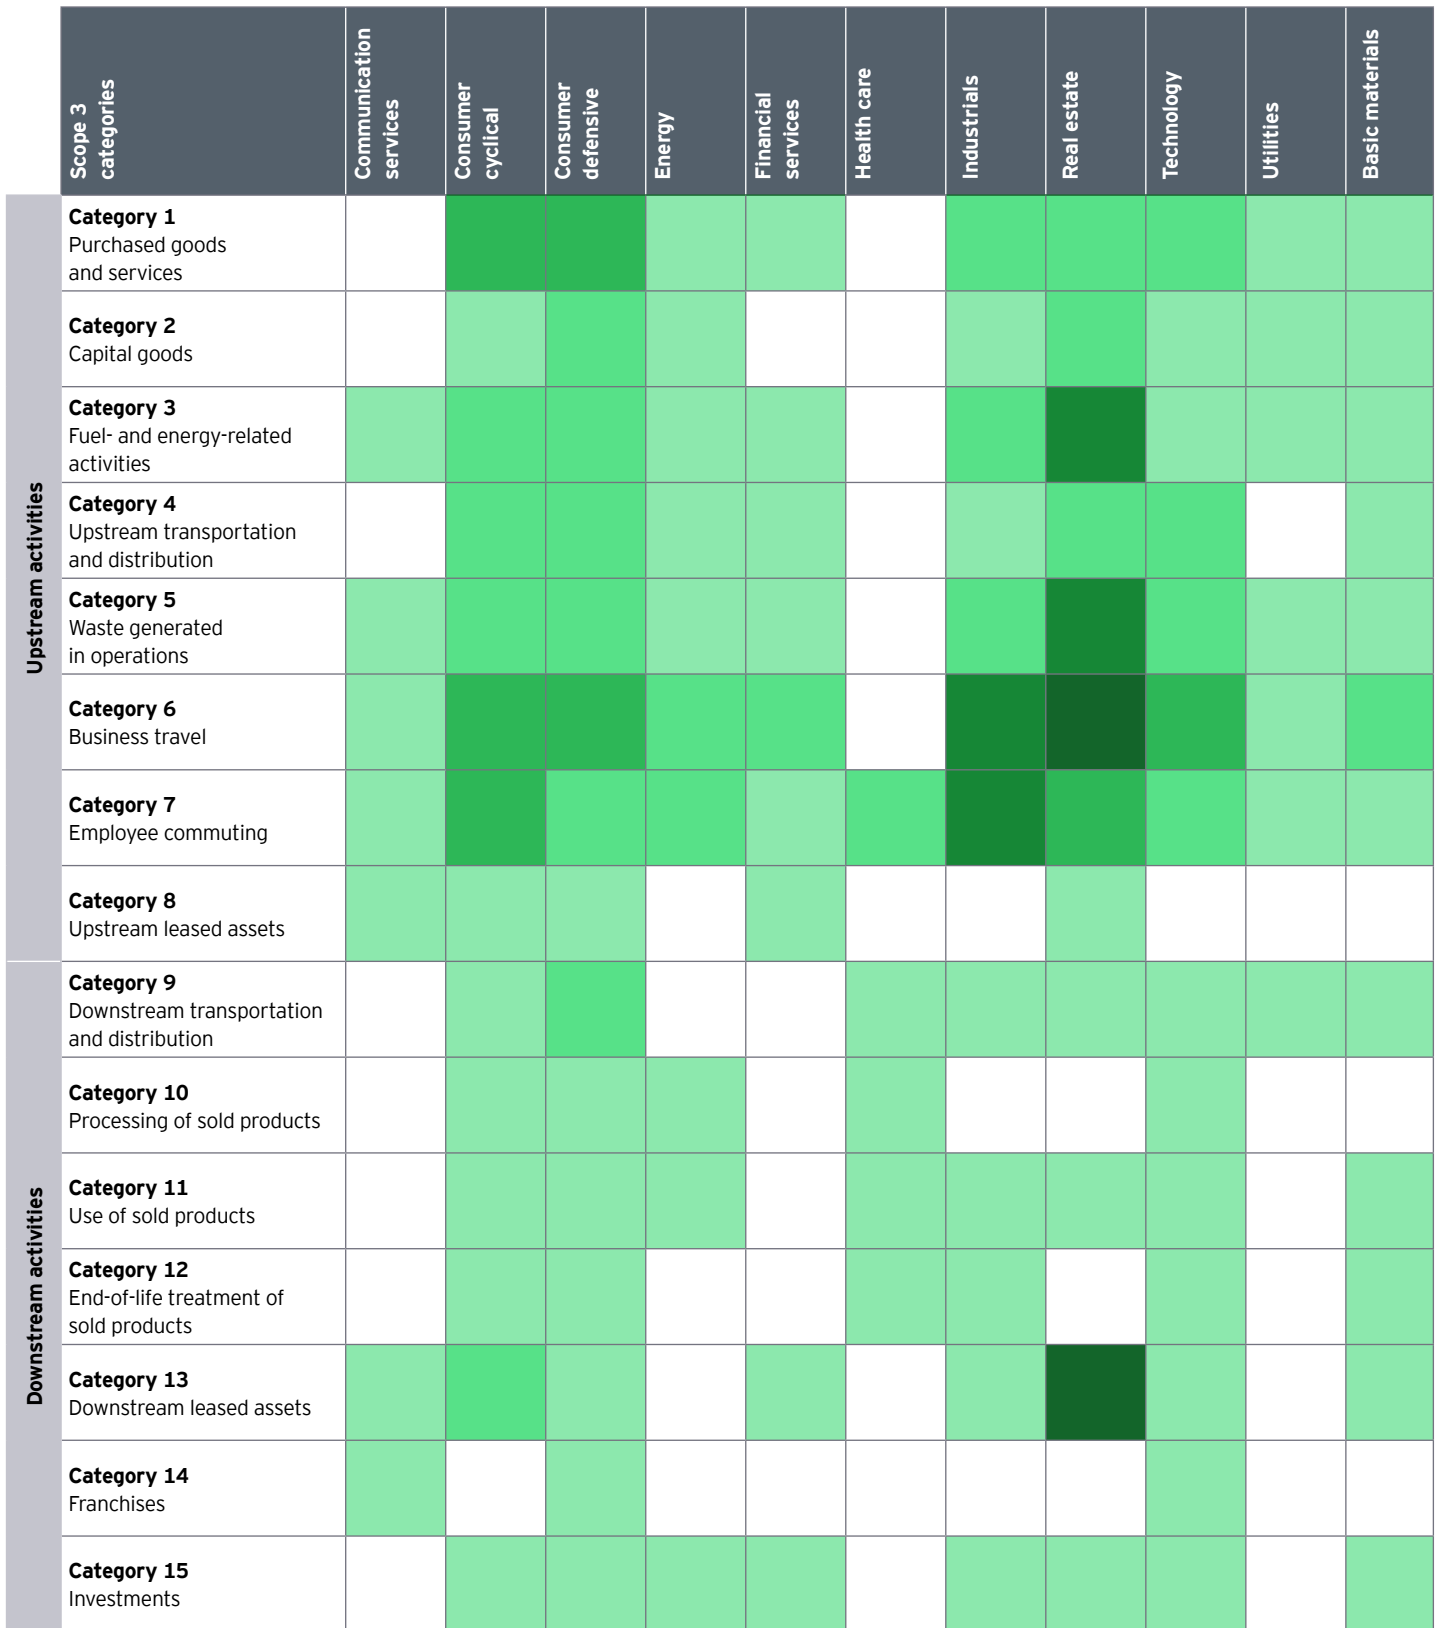 Scope 3
categories
Communication
services
Consumer
cyclical
Consumer
defensive
Energy
Financial
services
Health care
Industrials
Real estate
Technology
Utilities
Basic materials
Upstream activities
Category 1
Purchased goods
and services
Category 2
Capital goods
Category 3
Fuel- and energy-related
activities
Category 4
Upstream transportation
and distribution
Category 5
Waste generated
in operations
Category 6
Business travel
Category 7
Employee commuting
Category 8
Upstream leased assets
Downstream activities
Category 9
Downstream transportation
and distribution
Category 10
Processing of sold products
Category 11
Use of sold products
Category 12
End-of-life treatment of
sold products
Category 13
Downstream leased assets
Category 14
Franchises
Category 15
Investments